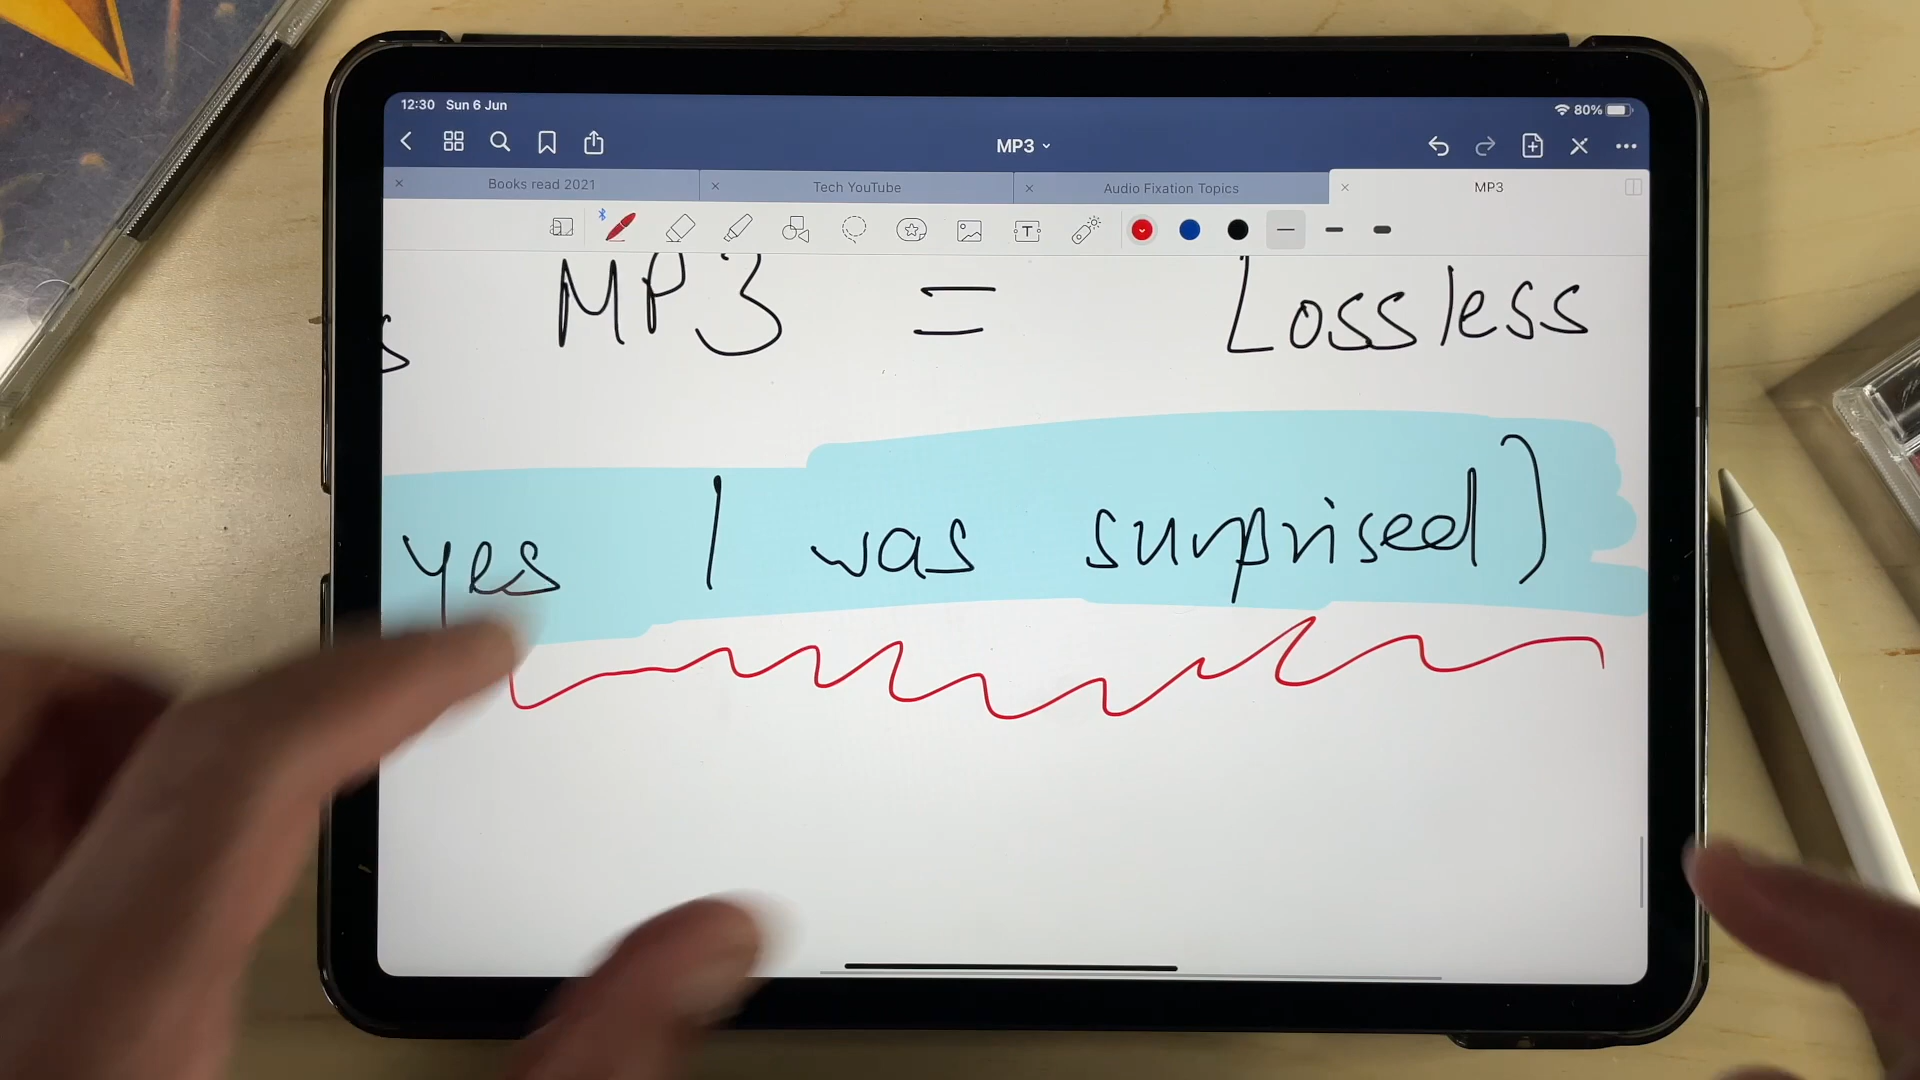 12:30 Sun 6 Jun 80%
MP3
Books read 2021 Tech YouTube Audio Fixation Topics MP3
T
s MP3 = Lossless
yes I was surprised)